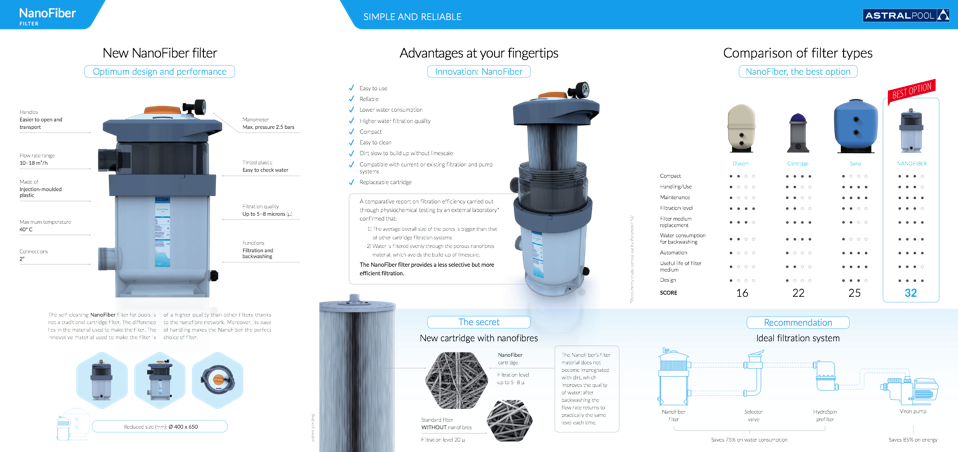 NanoFiber
FILTER
SIMPLE AND RELIABLE
ASTRALPOOL
New NanoFiber filter
Optimum design and performance
Handles
Easier to open and
transport
Flow rate range
10-18 m³/h
Made of
Injection-moulded
plastic
Maximum temperature
40° C
Connections
2"
Manometer
Max. pressure 2.5 bars
Tinted plastic
Easy to check water
Filtration quality
Up to 5-8 microns (µ)
Functions
Filtration and
backwashing
The self-cleaning NanoFiber filter for pools is
not a traditional cartridge filter. The difference
lies in the material used to make the filter. The
innovative material used to make the filter is
of a higher quality than other filters thanks
to the nanofibre network. Moreover, its ease
of handling makes the NanoFiber the perfect
choice of filter.
Reduced size (mm): Ø 400 x 650
Advantages at your fingertips
Innovation: NanoFiber
Easy to use
Reliable
Lower water consumption
Higher water filtration quality
Compact
Easy to clean
Dirt slow to build up without limescale
Compatible with current or existing filtration and pump
systems
Replaceable cartridge
A comparative report on filtration efficiency carried out
through physiochemical testing by an external laboratory*
confirmed that:
1) The average overall size of the pores is bigger than that
of other cartridge filtration systems
2) Water is filtered evenly through the porous nanofibres
material, which avoids the build up of limescale.
The NanoFiber filter provides a less selective but more
efficient filtration.
The secret
New cartridge with nanofibres
NanoFiber
cartridge
Filtration level
up to 5-8 µ
Standard filter
WITHOUT nanofibres
Filtration level 20 µ
The NanoFiber's filter
material does not
become impregnated
with dirt, which
improves the quality
of water: after
backwashing the
flow rate returns to
practically the same
level each time.
Comparison of filter types
NanoFiber, the best option
BEST OPTION
Diatom
Cartridge
Sand
NANOFIBER
Compact
Handling/Use
Maintenance
Filtration level
Filter medium
replacement
Water consumption
for backwashing
Automation
Useful life of filter
medium
Design
SCORE 16 22 25 32
Recommendation
Ideal filtration system
NanoFiber
filter
Selector
valve
HydroSpin
prefilter
Viron pump
Saves 75% on water consumption
Saves 85% on energy